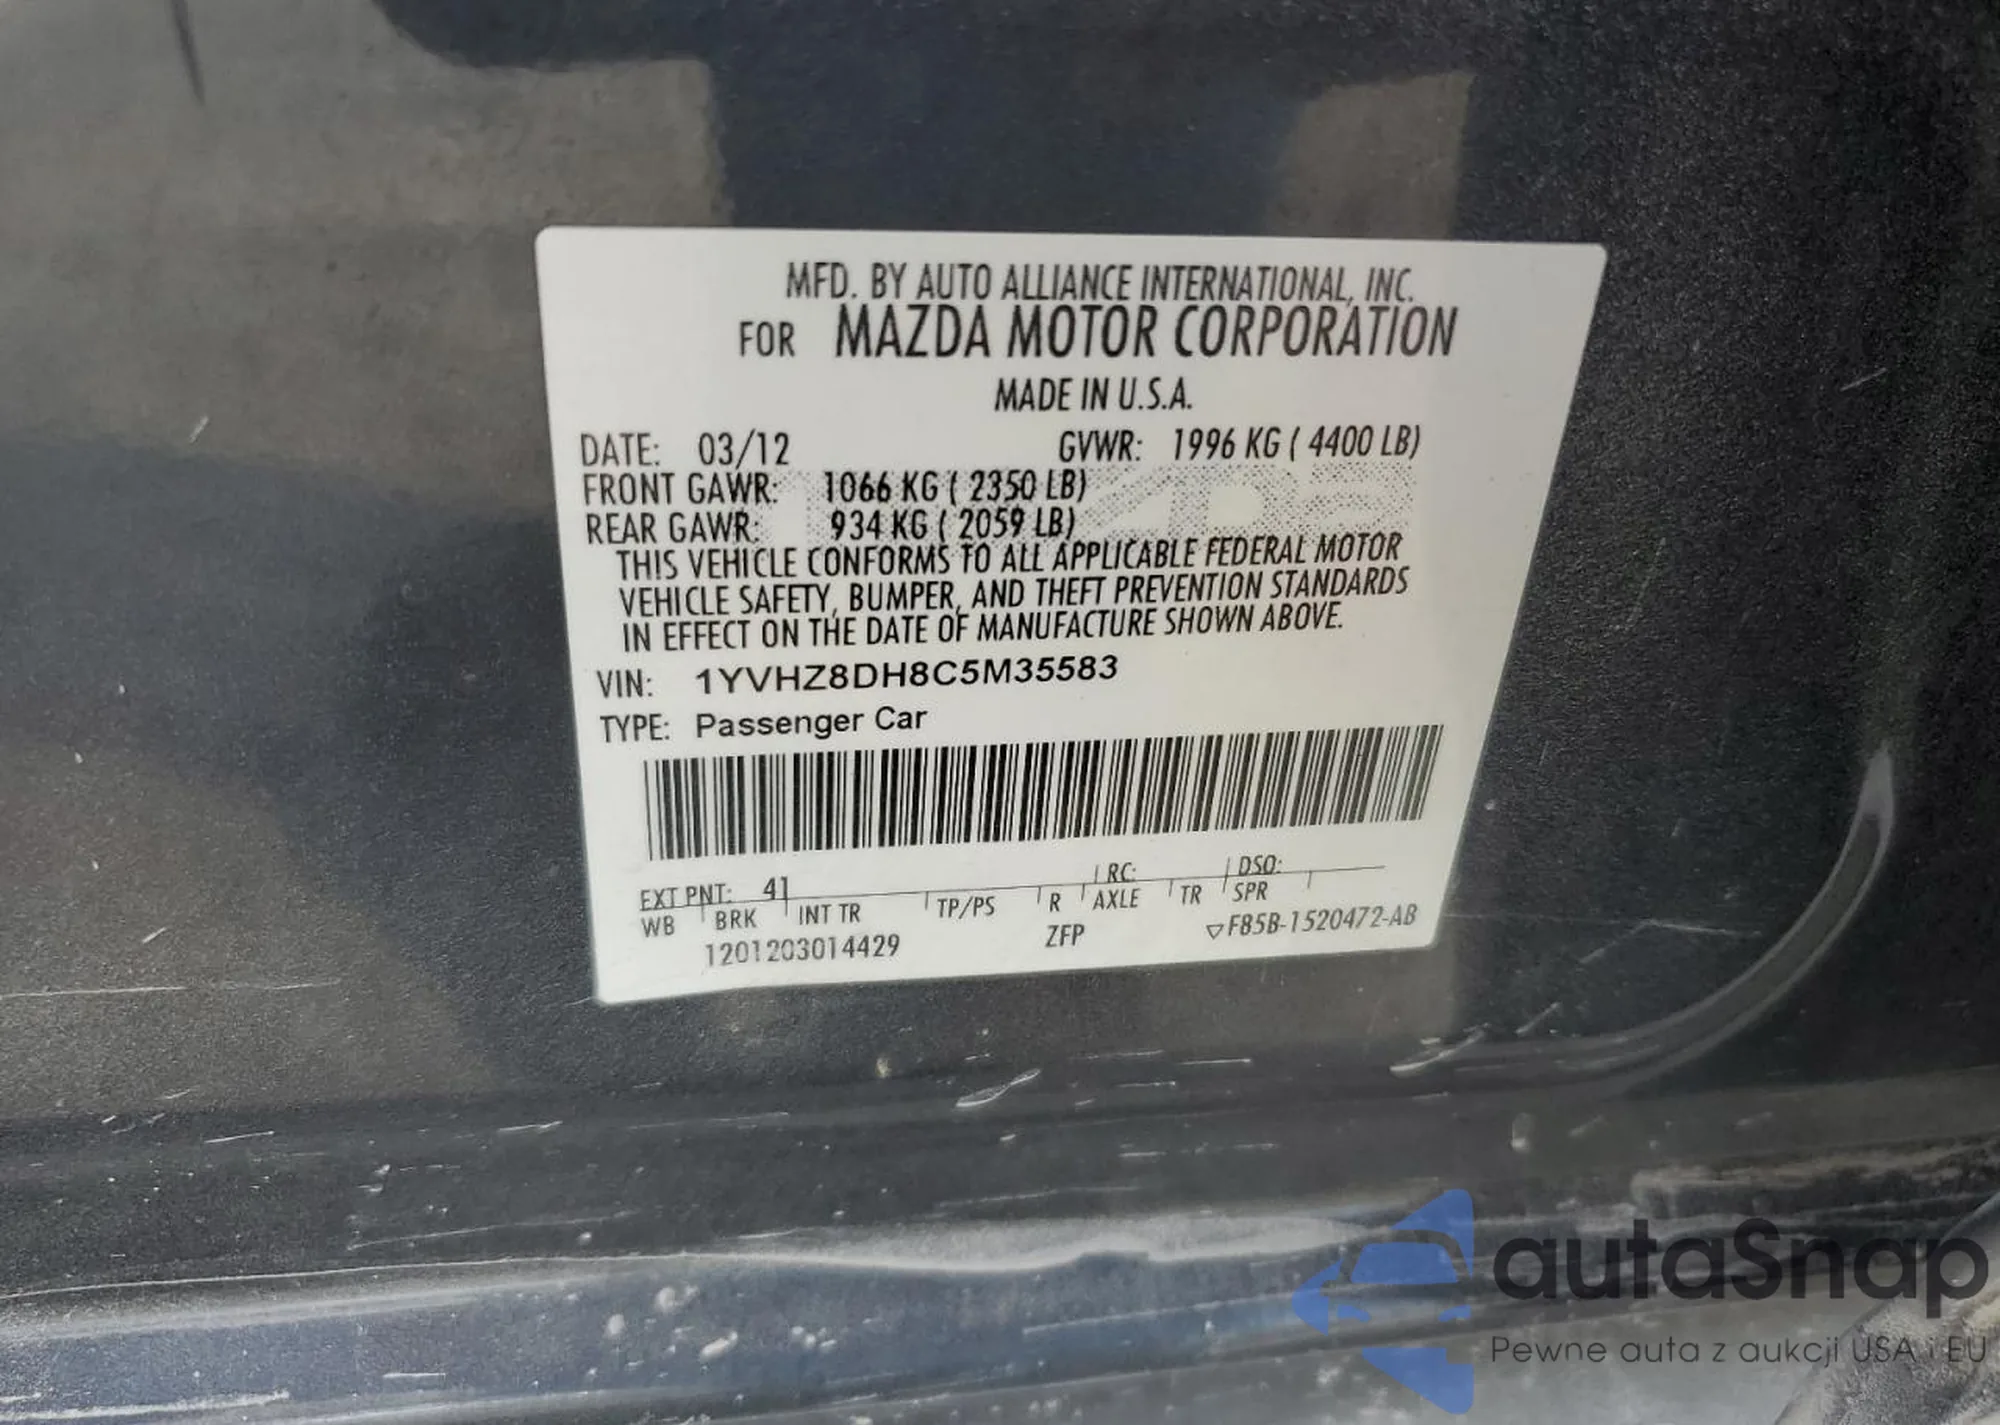 MFD. BY AUTO ALLIANCE INTERNATIONAL, INC.
FOR MAZDA MOTOR CORPORATION
MADE IN U.S.A.
DATE: 03/12 GVWR: 1996 KG ( 4400 LB)
FRONT GAWR: 1066 KG ( 2350 LB)
REAR GAWR: 934 KG ( 2059 LB)
THIS VEHICLE CONFORMS TO ALL APPLICABLE FEDERAL MOTOR
VEHICLE SAFETY, BUMPER, AND THEFT PREVENTION STANDARDS
IN EFFECT ON THE DATE OF MANUFACTURE SHOWN ABOVE.
VIN: 1YVHZ8DH8C5M35583
TYPE: Passenger Car
EXT PNT: 41 RC: DSO:
WB BRK INT TR TP/PS R AXLE TR SPR
1201203014429 ZFP ▽F85B-1520472-AB
autaSnap
Pewne auta z aukcji USA i EU